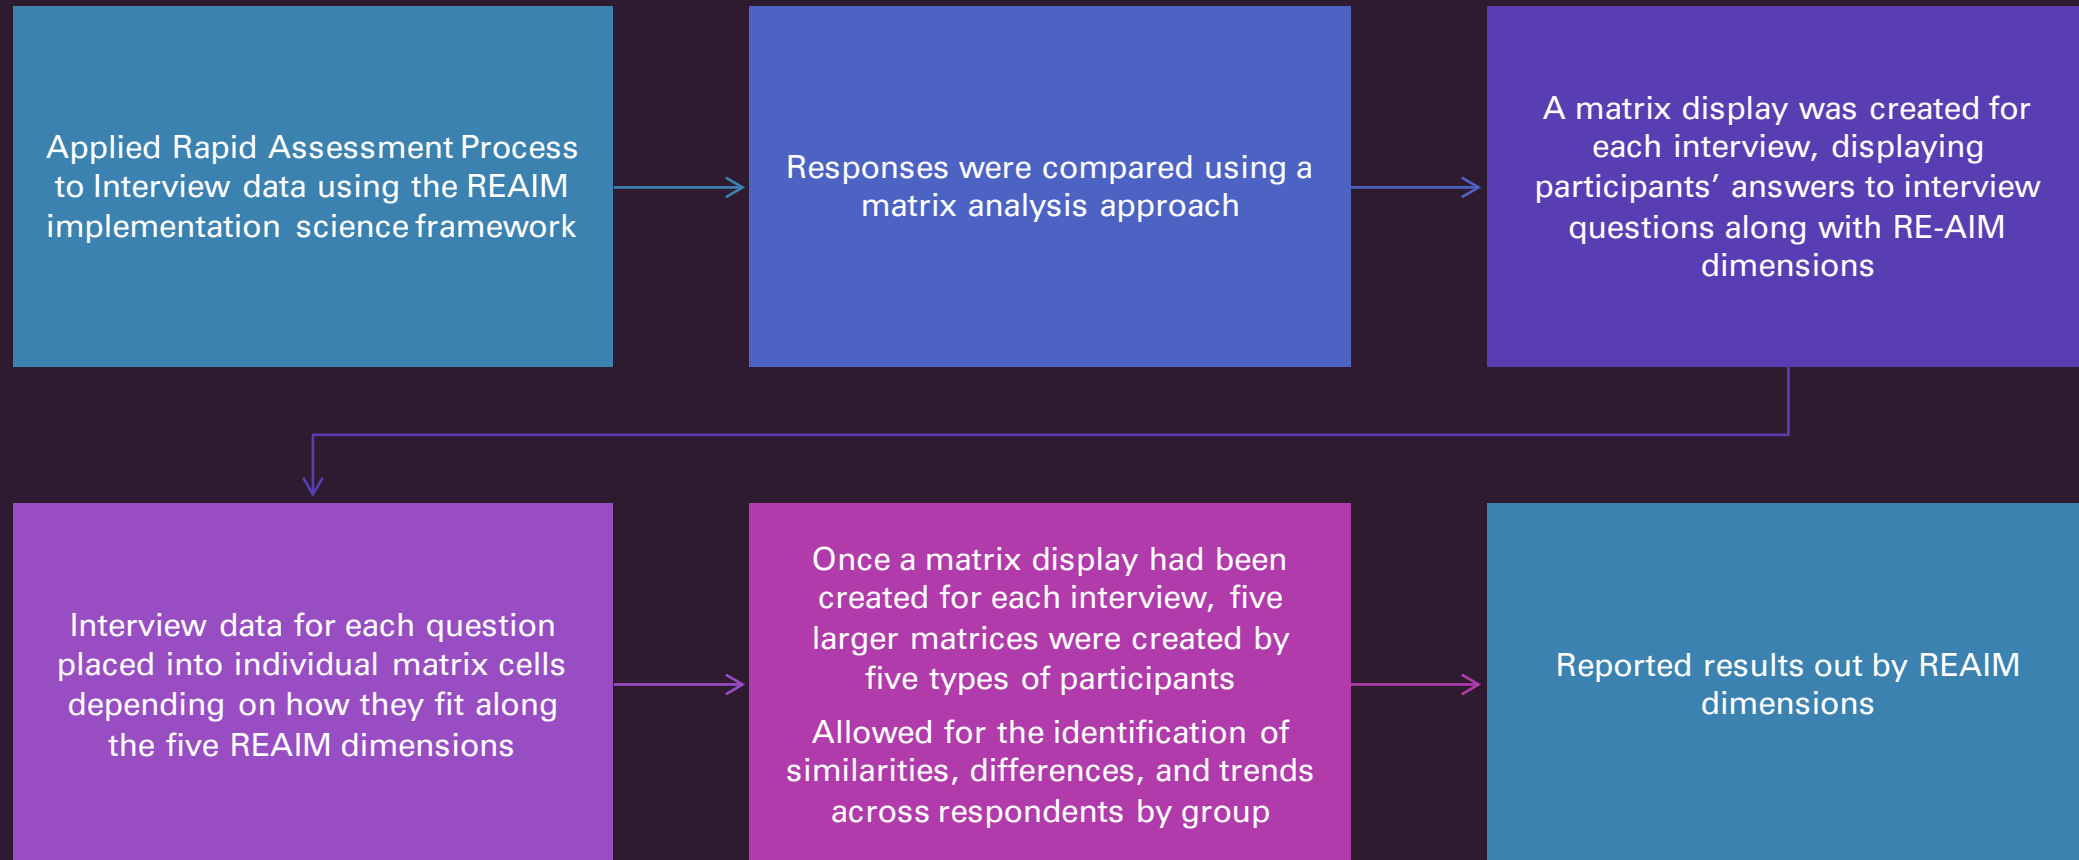 Applied Rapid Assessment Process
to Interview data using the REAIM
implementation science framework
Responses were compared using a
matrix analysis approach
A matrix display was created for
each interview, displaying
participants’ answers to interview
questions along with RE-AIM
dimensions
Interview data for each question
placed into individual matrix cells
depending on how they fit along
the five REAIM dimensions
Once a matrix display had been
created for each interview, five
larger matrices were created by
five types of participants
Allowed for the identification of
similarities, differences, and trends
across respondents by group
Reported results out by REAIM
dimensions